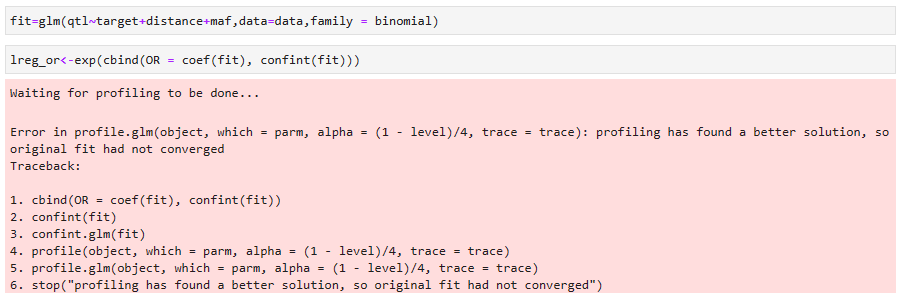 fit=glm(qtl~target+distance+maf,data=data,family = binomial)
lreg_or<-exp(cbind(OR = coef(fit), confint(fit)))
Waiting for profiling to be done...
Error in profile.glm(object, which = parm, alpha = (1 - level)/4, trace = trace): profiling has found a better solution, so
original fit had not converged
Traceback:
1. cbind(OR = coef(fit), confint(fit))
2. confint(fit)
3. confint.glm(fit)
4. profile(object, which = parm, alpha = (1 - level)/4, trace = trace)
5. profile.glm(object, which = parm, alpha = (1 - level)/4, trace = trace)
6. stop("profiling has found a better solution, so original fit had not converged")